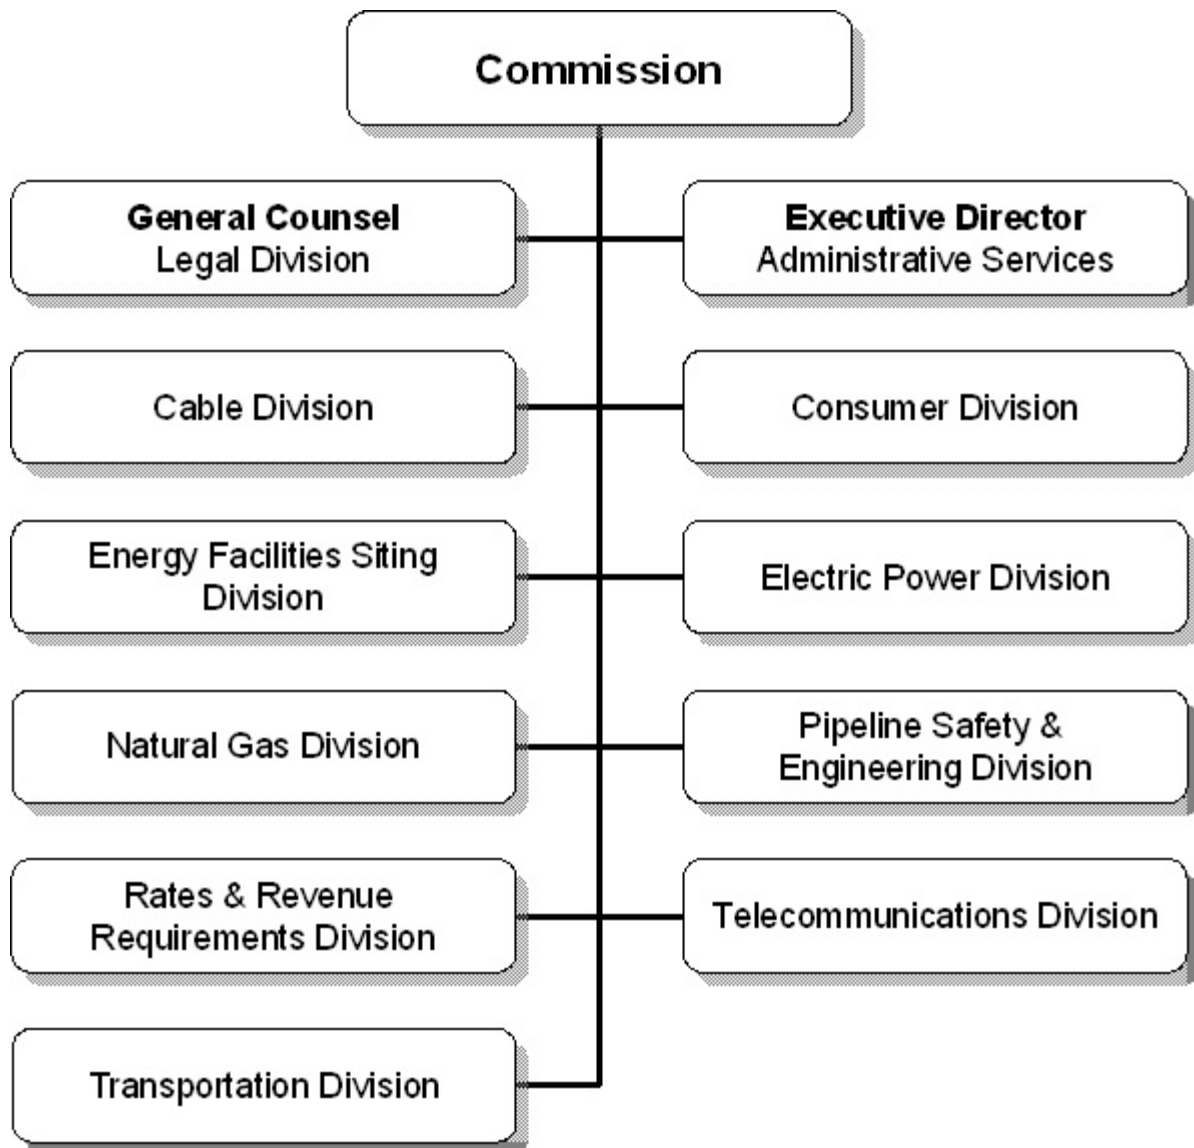 Commission
General Counsel
Legal Division
Executive Director
Administrative Services
Cable Division
Consumer Division
Energy Facilities Siting
Division
Electric Power Division
Natural Gas Division
Pipeline Safety &
Engineering Division
Rates & Revenue
Requirements Division
Telecommunications Division
Transportation Division